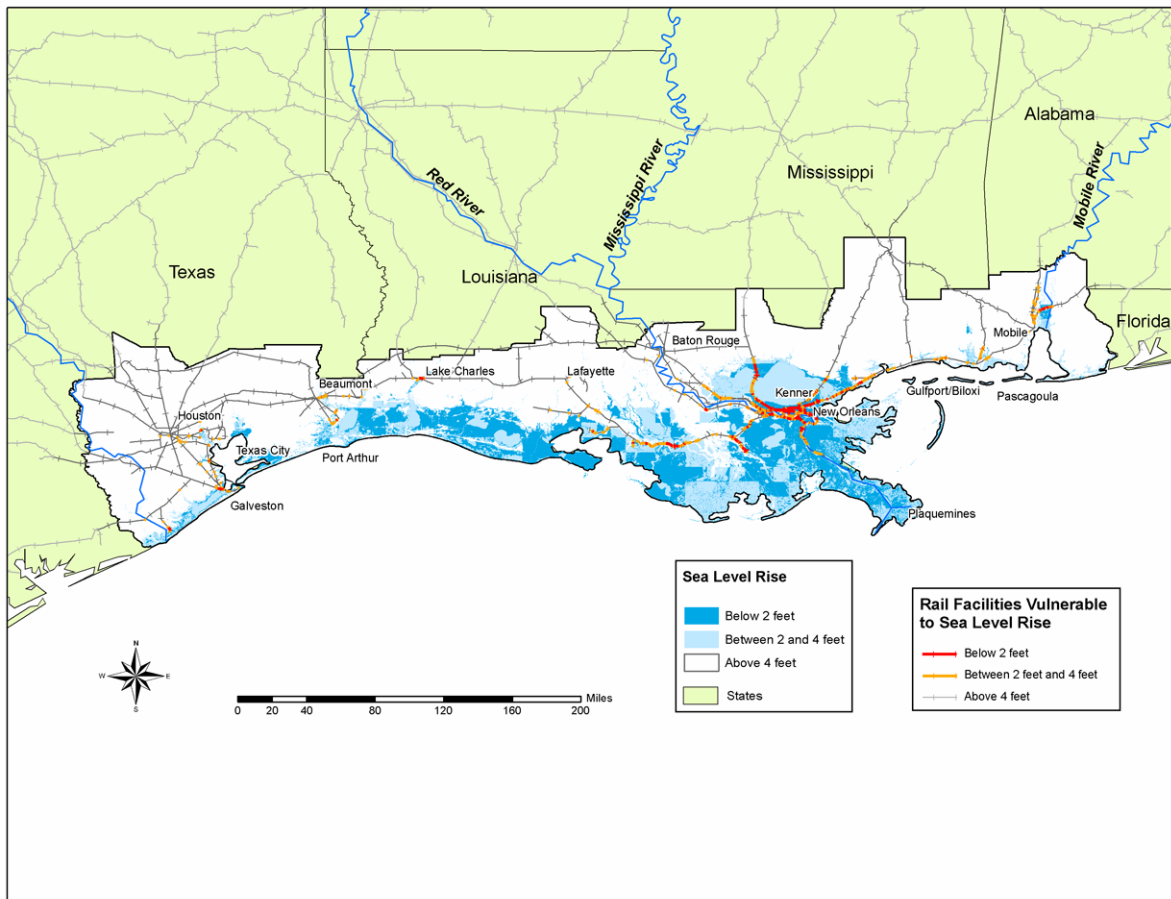 Alabama
Mississippi
Mississippi River
Mobile River
Red River
Texas
Louisiana
Florida
Mobile
Baton Rouge
Beaumont
Lake Charles
Lafayette
Kenner
Gulfport/Biloxi
Pascagoula
Houston
New Orleans
Texas City
Port Arthur
Galveston
Plaquemines
Sea Level Rise
Below 2 feet
Between 2 and 4 feet
Above 4 feet
States
Rail Facilities Vulnerable
to Sea Level Rise
Below 2 feet
Between 2 feet and 4 feet
Above 4 feet
N
W E
S
Miles
0 20 40 80 120 160 200